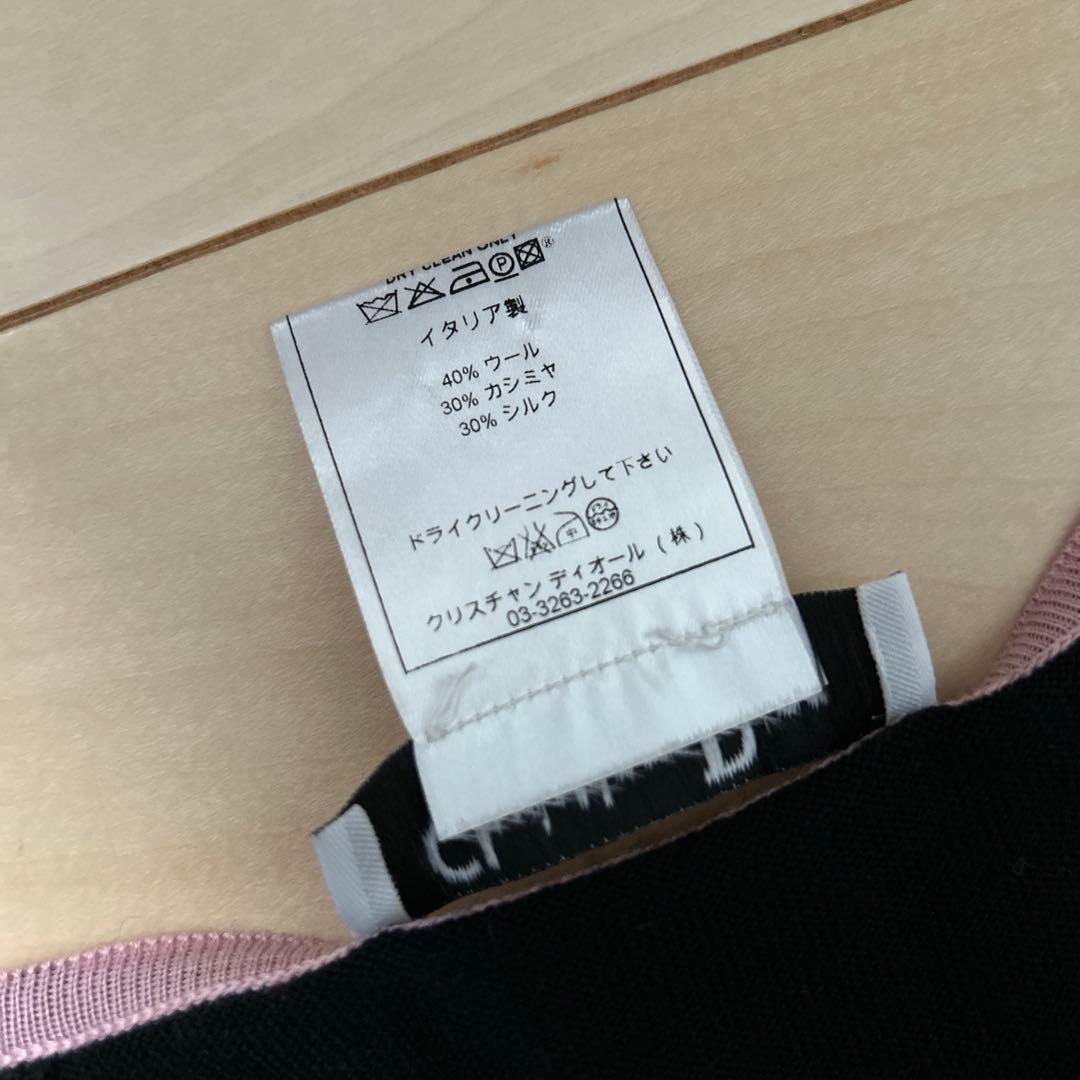 DRY CLEAN ONLY
P
®
イタリア製
40% ウール
30% カシミヤ
30% シルク
ドライクリーニングして下さい
中
クリスチャン ディオール (株)
03-3263-2266
D